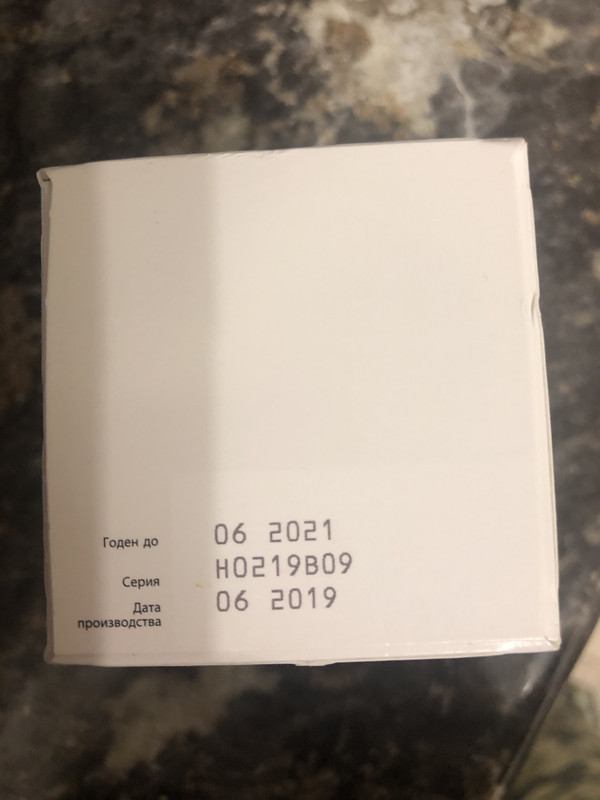 Годен до 06 2021
Серия H0219B09
Дата
производства 06 2019